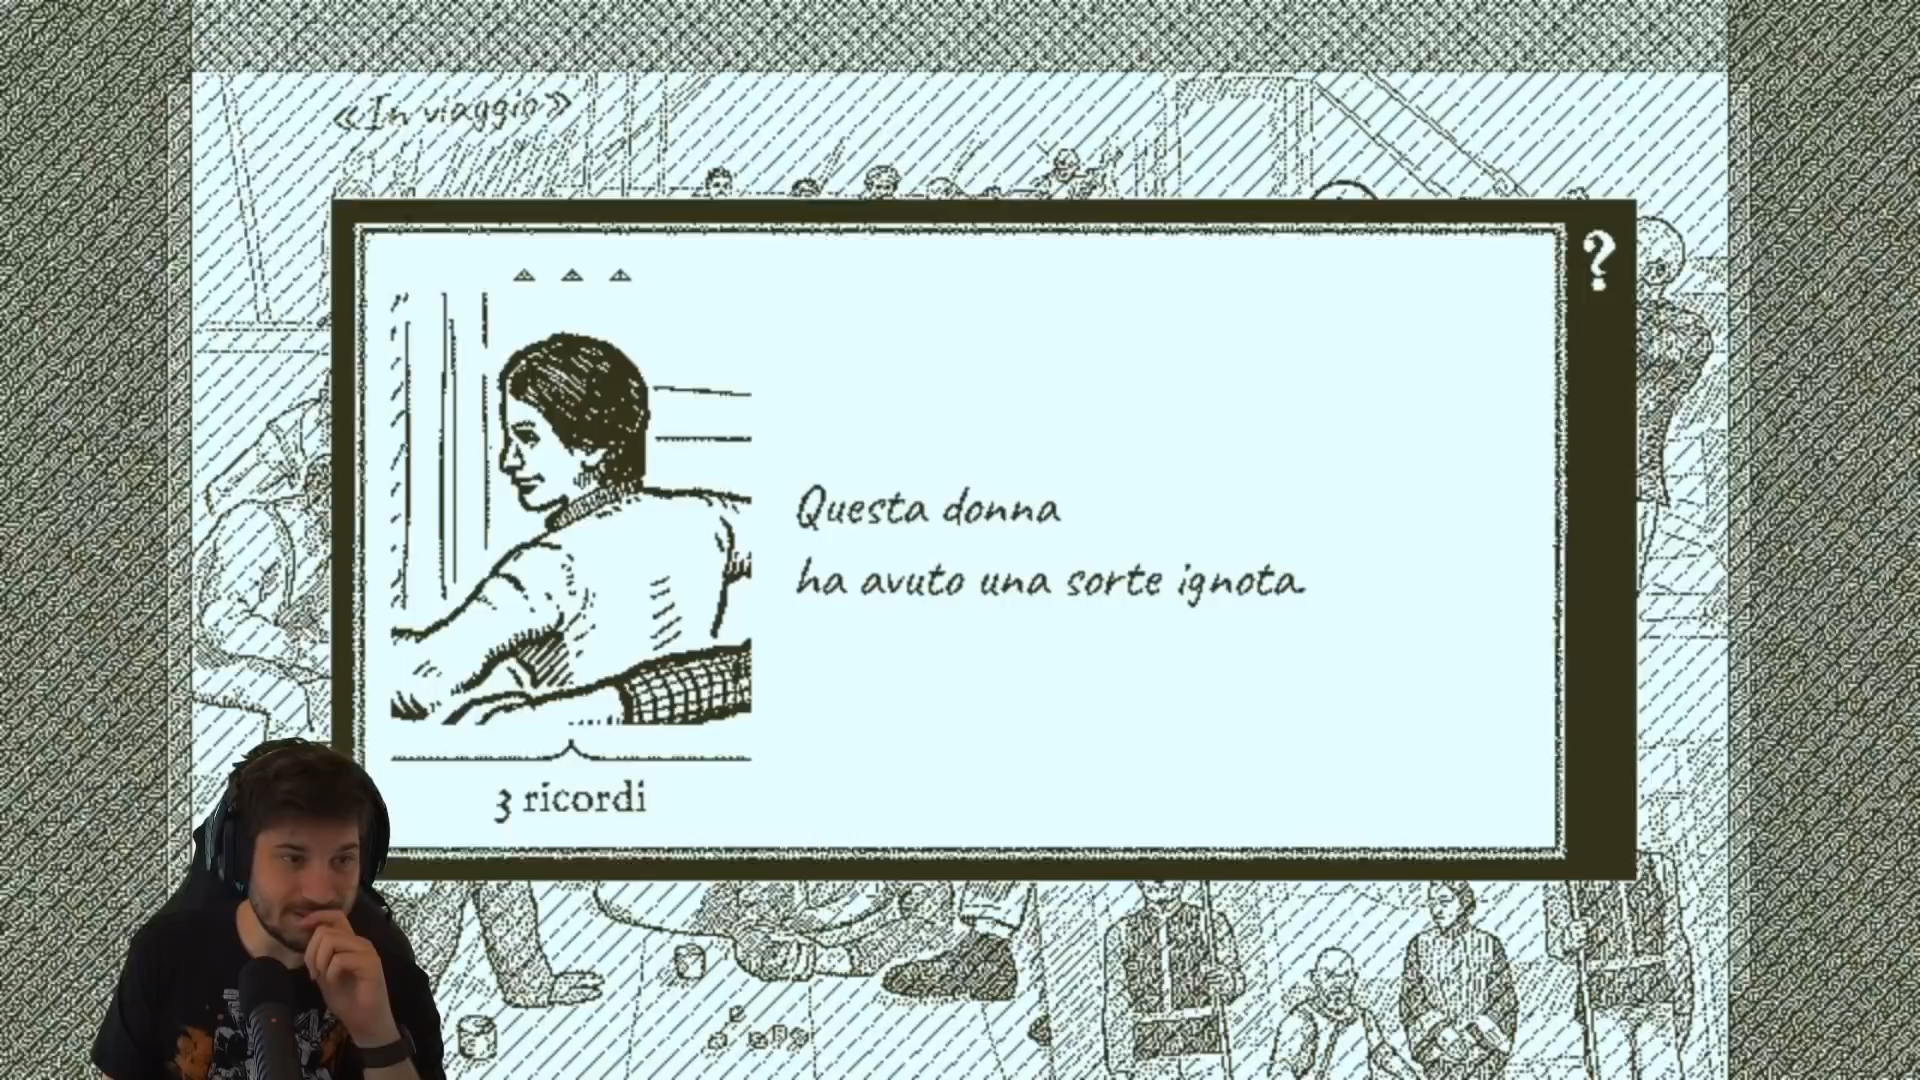 «In viaggio»
?
Questa donna
ha avuto una sorte ignota.
3 ricordi